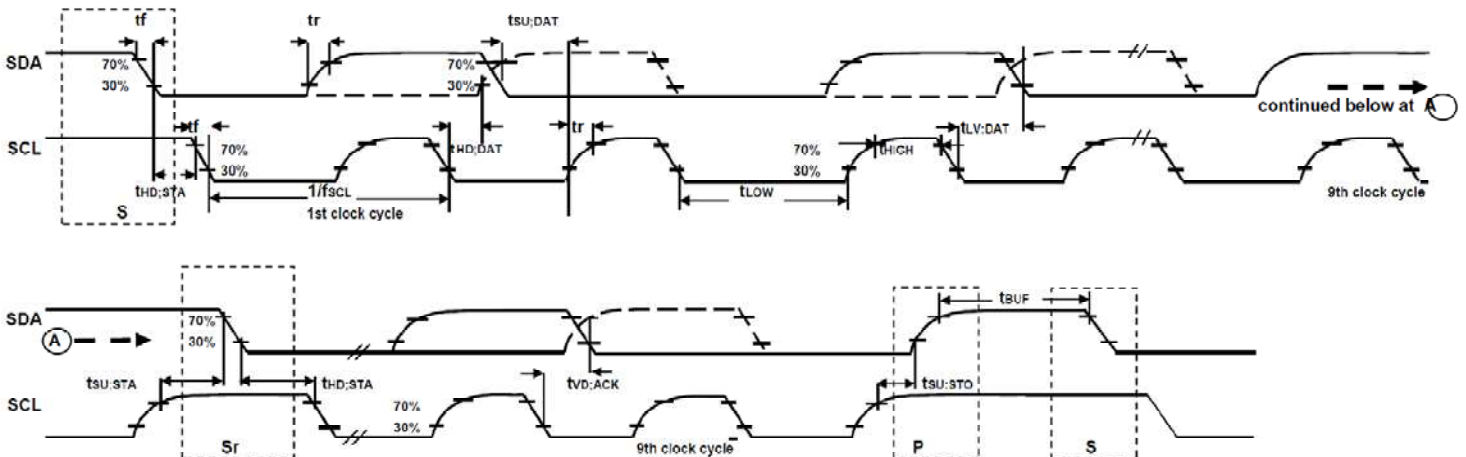 tf tr tSU;DAT
SDA 70% 30% 70% 30%
continued below at A
tf tHD;DAT tr tHIGH tLV:DAT
SCL 70% 30% 70% 30%
tHD;STA 1/fSCL tLOW
S 1st clock cycle 9th clock cycle
tBUF
SDA 70%
A 30%
tSU:STA tHD;STA tVD;ACK tSU:STO
SCL 70% 30%
Sr 9th clock cycle P S